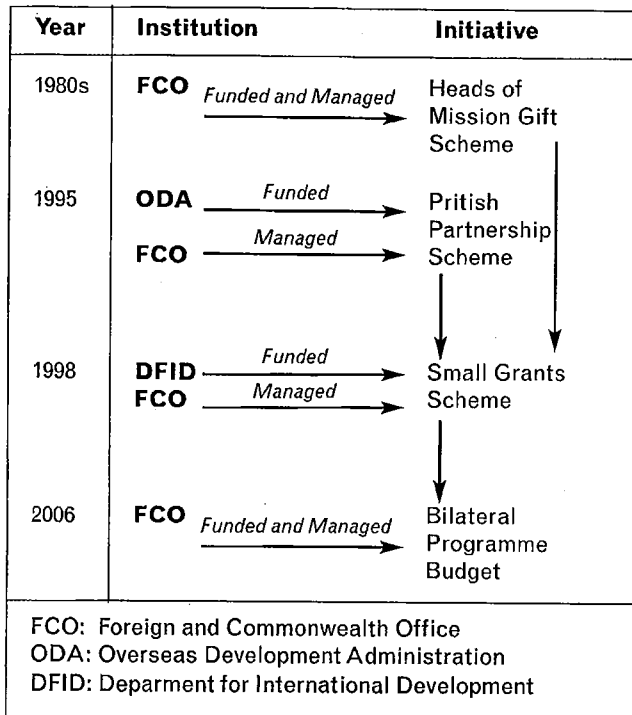 Year Institution Initiative
1980s FCO Funded and Managed Heads of
Mission Gift
Scheme
1995 ODA Funded Pritish
Partnership
FCO Managed Scheme
1998 DFID Funded Small Grants
FCO Managed Scheme
2006 FCO Funded and Managed Bilateral
Programme
Budget
FCO: Foreign and Commonwealth Office
ODA: Overseas Development Administration
DFID: Deparment for International Development